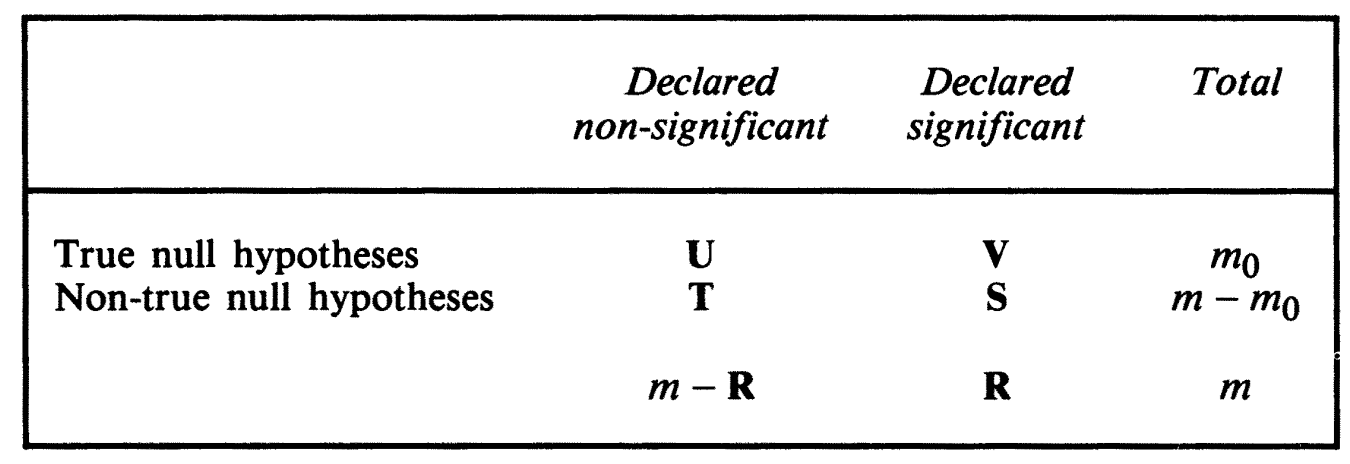 Declared Declared Total
non-significant significant
True null hypotheses U V m₀
Non-true null hypotheses T S m − m₀
m − R R m